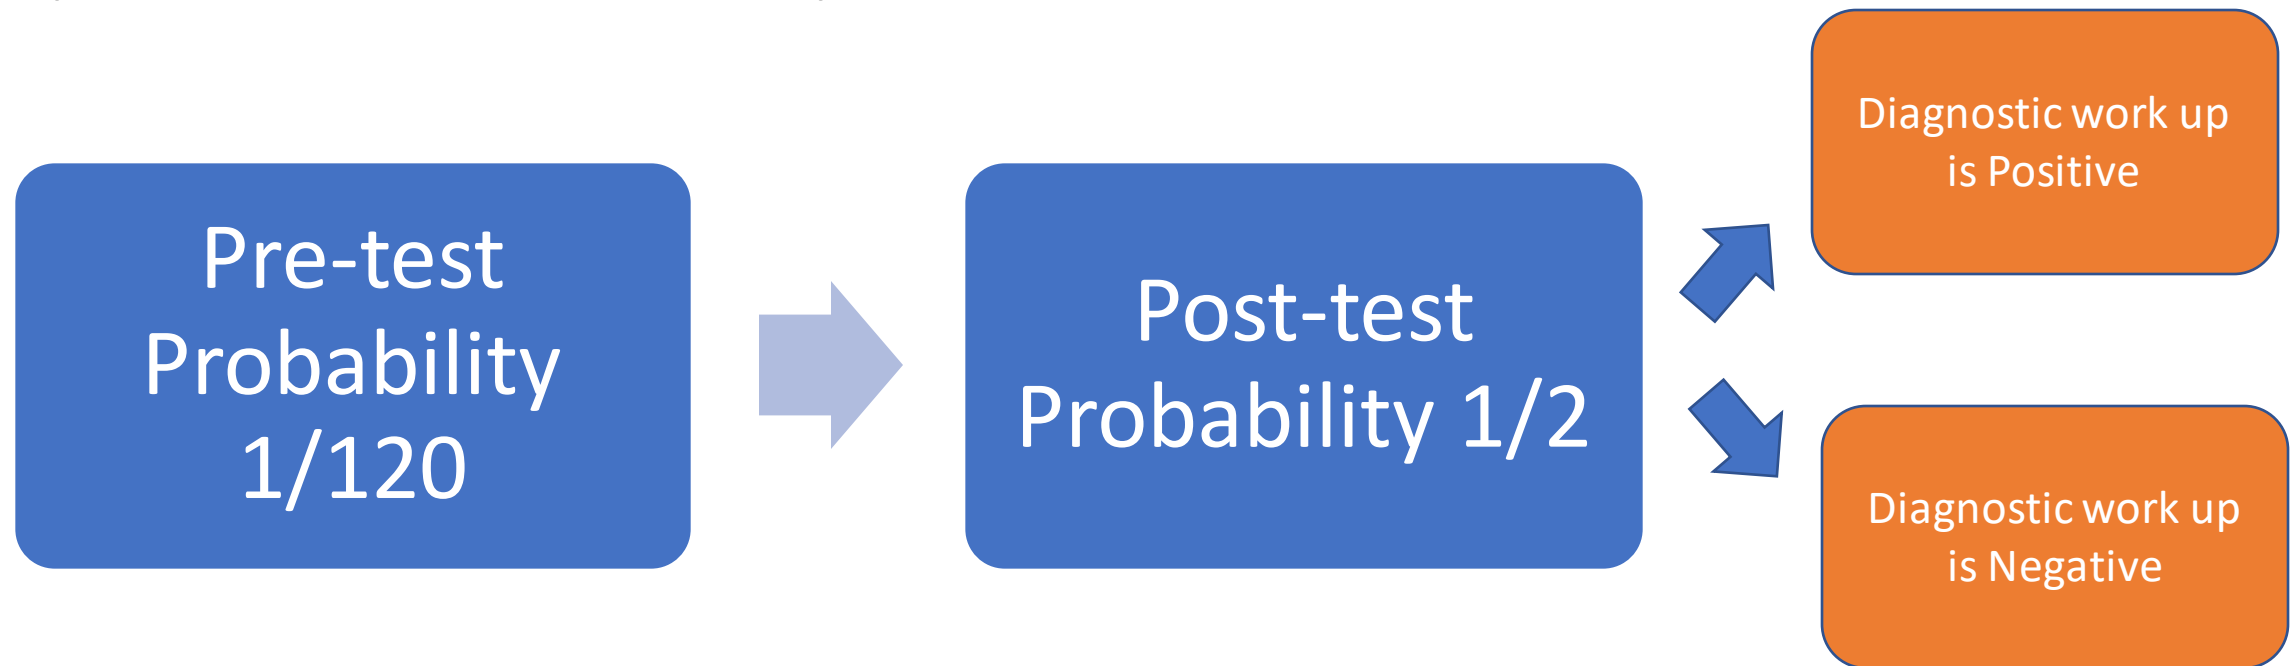 Pre-test
Probability
1/120
Post-test
Probability 1/2
Diagnostic work up
is Positive
Diagnostic work up
is Negative